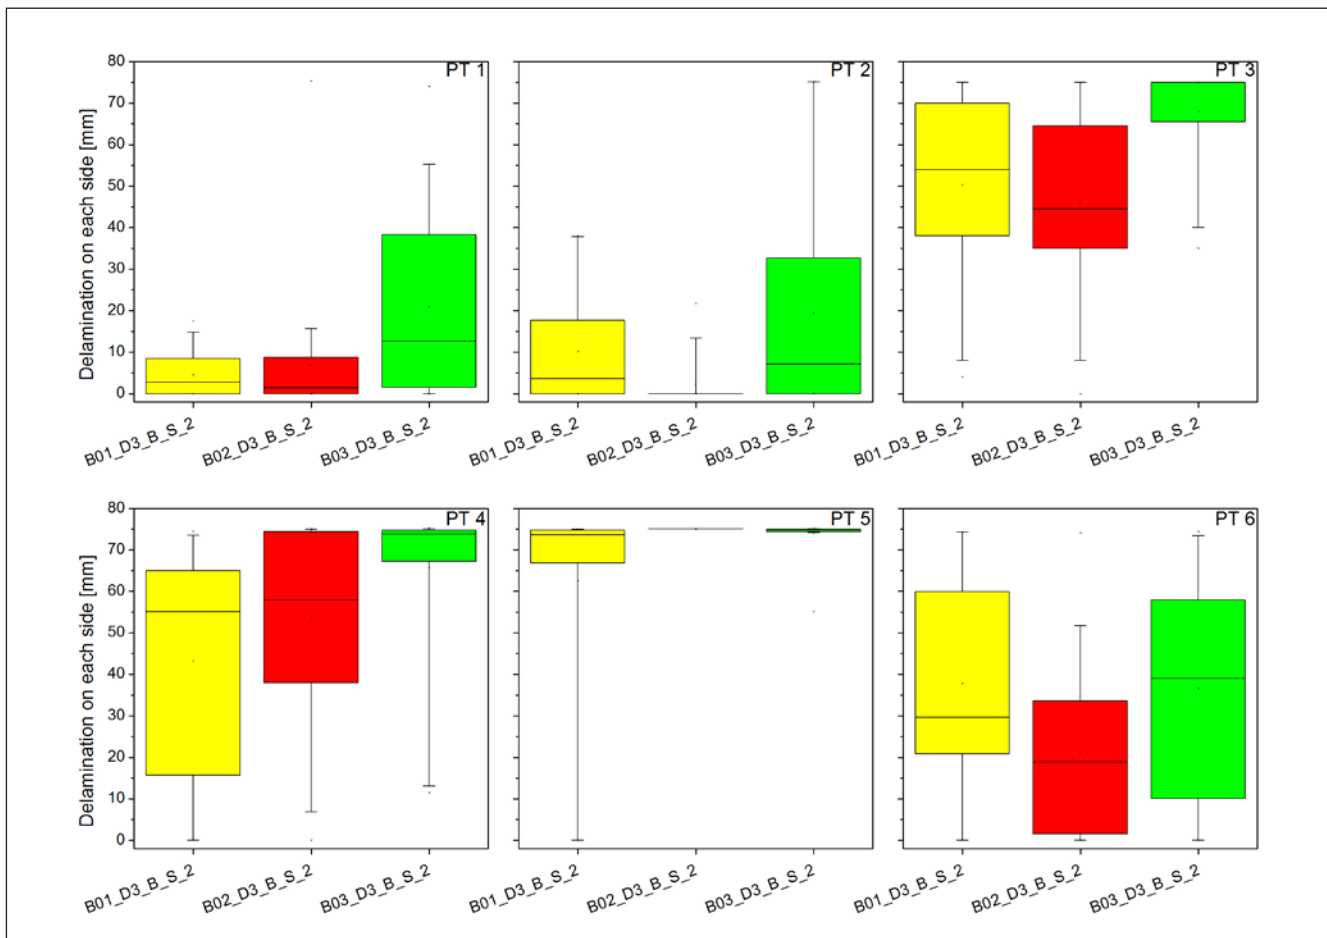 PT 1
PT 2
PT 3
Delamination on each side [mm]
80
70
60
50
40
30
20
10
0
B01_D3_B_S_2
B02_D3_B_S_2
B03_D3_B_S_2
B01_D3_B_S_2
B02_D3_B_S_2
B03_D3_B_S_2
B01_D3_B_S_2
B02_D3_B_S_2
B03_D3_B_S_2
PT 4
PT 5
PT 6
Delamination on each side [mm]
80
70
60
50
40
30
20
10
0
B01_D3_B_S_2
B02_D3_B_S_2
B03_D3_B_S_2
B01_D3_B_S_2
B02_D3_B_S_2
B03_D3_B_S_2
B01_D3_B_S_2
B02_D3_B_S_2
B03_D3_B_S_2